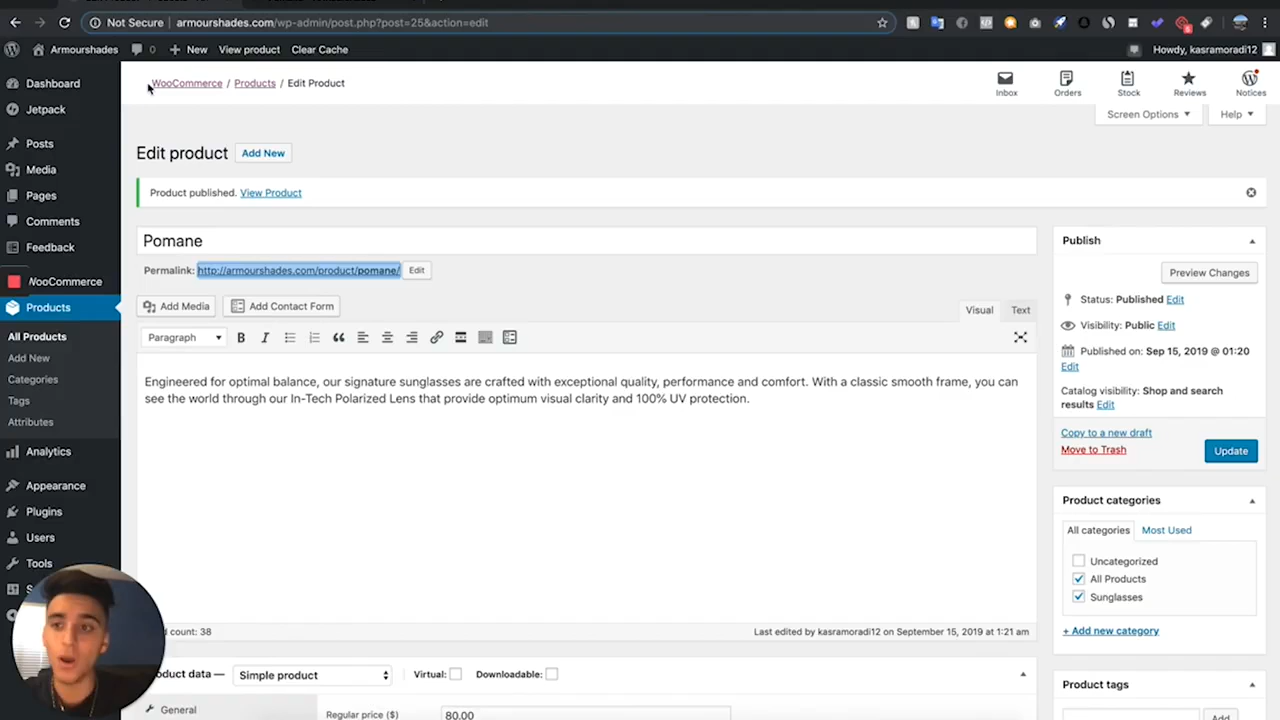 Not Secure | armourshades.com/wp-admin/post.php?post=25&action=edit
Armourshades 0 New View product Clear Cache Howdy, kasramoradi12
Dashboard
Jetpack
Posts
Media
Pages
Comments
Feedback
WooCommerce
Products
All Products
Add New
Categories
Tags
Attributes
Analytics
Appearance
Plugins
Users
Tools
WooCommerce / Products / Edit Product
Inbox Orders Stock Reviews Notices
Screen Options Help
Edit product Add New
Product published. View Product
Pomane
Permalink: http://armourshades.com/product/pomane/ Edit
Add Media Add Contact Form Visual Text
Paragraph
Engineered for optimal balance, our signature sunglasses are crafted with exceptional quality, performance and comfort. With a classic smooth frame, you can
see the world through our In-Tech Polarized Lens that provide optimum visual clarity and 100% UV protection.
count: 38 Last edited by kasramoradi12 on September 15, 2019 at 1:21 am
Product data — Simple product Virtual: Downloadable:
General Regular price ($) 80.00
Publish
Preview Changes
Status: Published Edit
Visibility: Public Edit
Published on: Sep 15, 2019 @ 01:20
Edit
Catalog visibility: Shop and search
results Edit
Copy to a new draft
Move to Trash Update
Product categories
All categories Most Used
Uncategorized
All Products
Sunglasses
+ Add new category
Product tags
Add